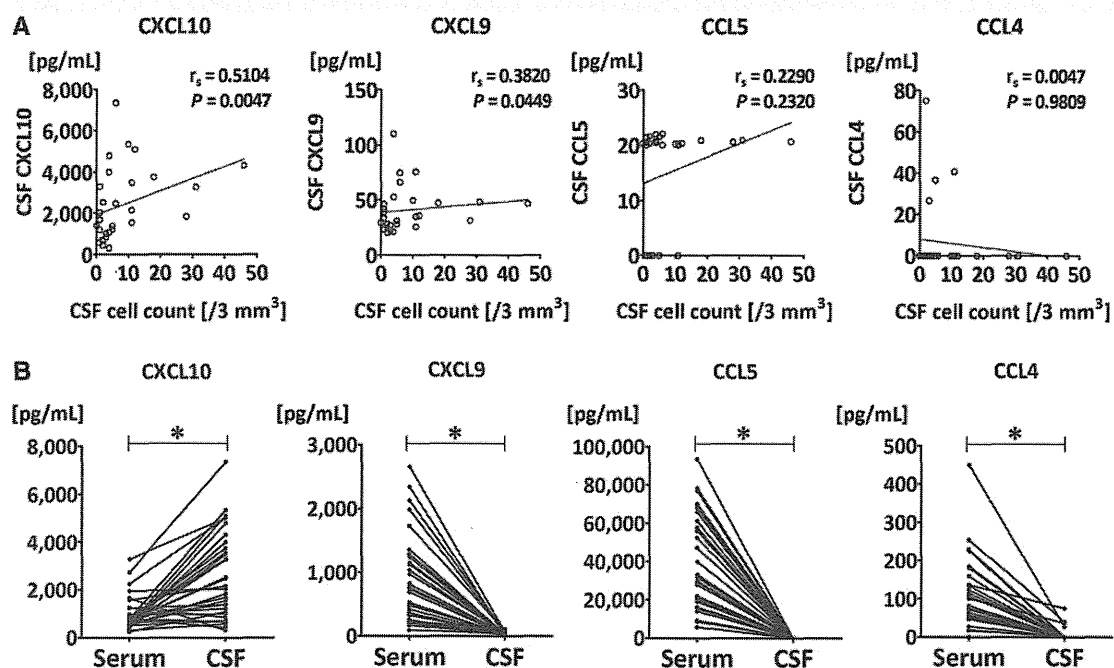 A
CXCL10 CXCL9 CCL5 CCL4
[pg/mL] [pg/mL] [pg/mL] [pg/mL]
rs = 0.5104 rs = 0.3820 rs = 0.2290 rs = 0.0047
P = 0.0047 P = 0.0449 P = 0.2320 P = 0.9809
CSF CXCL10
8,000
6,000
4,000
2,000
0
0 10 20 30 40 50
CSF cell count [/3 mm³]
CSF CXCL9
150
100
50
0
0 10 20 30 40 50
CSF cell count [/3 mm³]
CSF CCL5
30
20
10
0
0 10 20 30 40 50
CSF cell count [/3 mm³]
CSF CCL4
80
60
40
20
0
0 10 20 30 40 50
CSF cell count [/3 mm³]
B
CXCL10
[pg/mL]
*
8,000
6,000
4,000
2,000
0
Serum CSF
CXCL9
[pg/mL]
*
3,000
2,000
1,000
0
Serum CSF
CCL5
[pg/mL]
*
100,000
80,000
60,000
40,000
20,000
0
Serum CSF
CCL4
[pg/mL]
*
500
400
300
200
100
0
Serum CSF